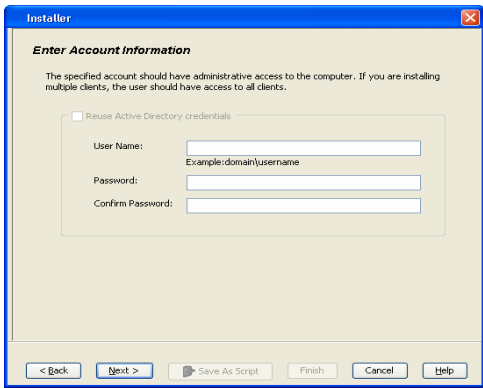 Installer
Enter Account Information
The specified account should have administrative access to the computer. If you are installing
multiple clients, the user should have access to all clients.
Reuse Active Directory credentials
User Name:
Example:domain\username
Password:
Confirm Password:
< Back
Next >
Save As Script
Finish
Cancel
Help